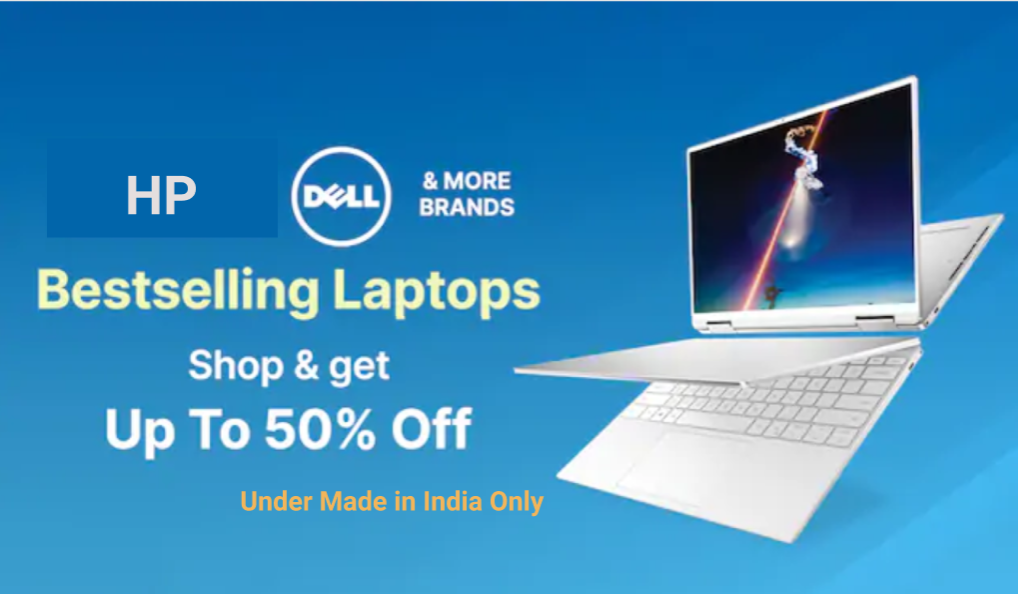 HP
DELL
& MORE
BRANDS
Bestselling Laptops
Shop & get
Up To 50% Off
Under Made in India Only